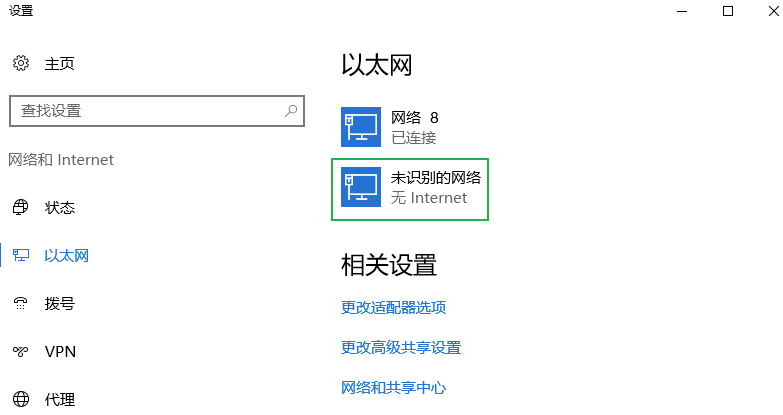 设置
主页
查找设置
网络和 Internet
状态
以太网
拨号
VPN
代理
以太网
网络 8
已连接
未识别的网络
无 Internet
相关设置
更改适配器选项
更改高级共享设置
网络和共享中心